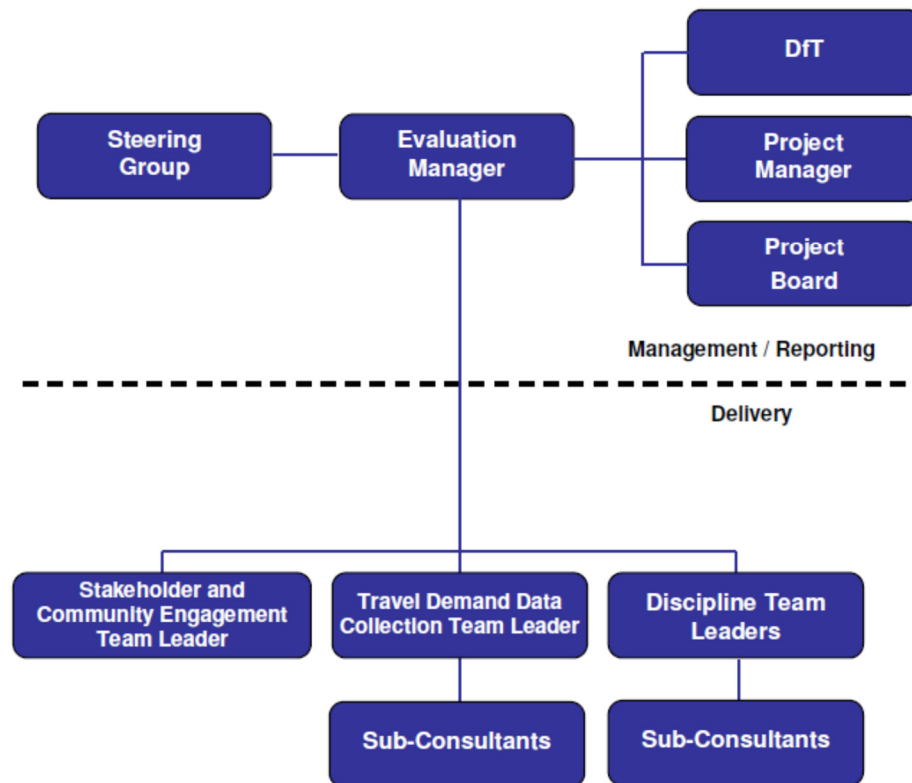 DfT
Steering
Group
Evaluation
Manager
Project
Manager
Project
Board
Management / Reporting
Delivery
Stakeholder and
Community Engagement
Team Leader
Travel Demand Data
Collection Team Leader
Discipline Team
Leaders
Sub-Consultants
Sub-Consultants